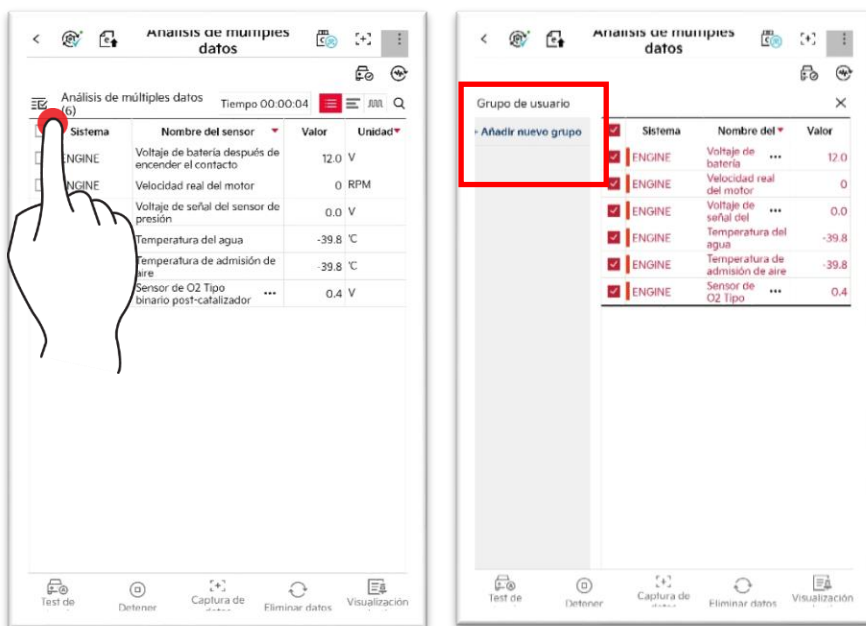 Análisis de múltiples
datos
Análisis de múltiples datos
(6)
Tiempo 00:00:04
Sistema Nombre del sensor Valor Unidad
ENGINE Voltaje de batería después de
encender el contacto 12.0 V
NGINE Velocidad real del motor 0 RPM
Voltaje de señal del sensor de
presión 0.0 V
Temperatura del agua -39.8 ℃
Temperatura de admisión de
aire -39.8 ℃
Sensor de O2 Tipo ...
binario post-catalizador 0.4 V
Test de
Detener
Captura de
Eliminar datos
Visualización
Análisis de múltiples
datos
Grupo de usuario
+ Añadir nuevo grupo
Sistema Nombre del Valor
ENGINE Voltaje de ...
batería 12.0
ENGINE Velocidad real
del motor 0
ENGINE Voltaje de ...
señal del 0.0
ENGINE Temperatura del
agua -39.8
ENGINE Temperatura de
admisión de aire -39.8
ENGINE Sensor de ...
O2 Tipo 0.4
Test de
Detener
Captura de
Eliminar datos
Visualización